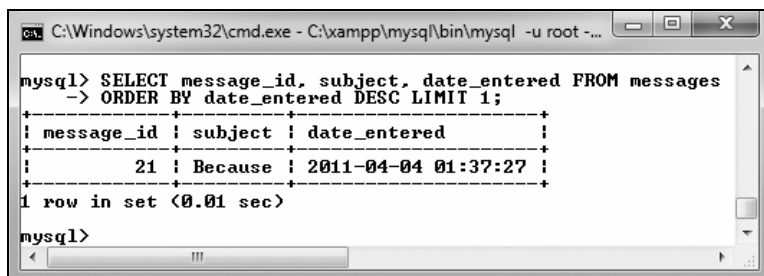 C:\Windows\system32\cmd.exe - C:\xampp\mysql\bin\mysql -u root -...
mysql> SELECT message_id, subject, date_entered FROM messages
    -> ORDER BY date_entered DESC LIMIT 1;
+------------+---------+---------------------+
| message_id | subject | date_entered        |
+------------+---------+---------------------+
|         21 | Because | 2011-04-04 01:37:27 |
+------------+---------+---------------------+
1 row in set (0.01 sec)
mysql>